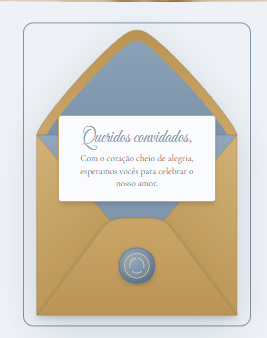 Queridos convidados,
Com o coração cheio de alegria,
esperamos vocês para celebrar o
nosso amor.